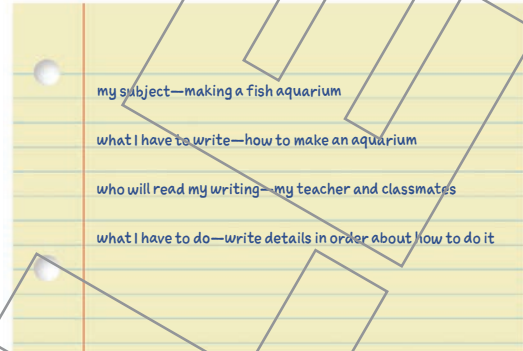 my subject—making a fish aquarium
what I have to write—how to make an aquarium
who will read my writing—my teacher and classmates
what I have to do—write details in order about how to do it